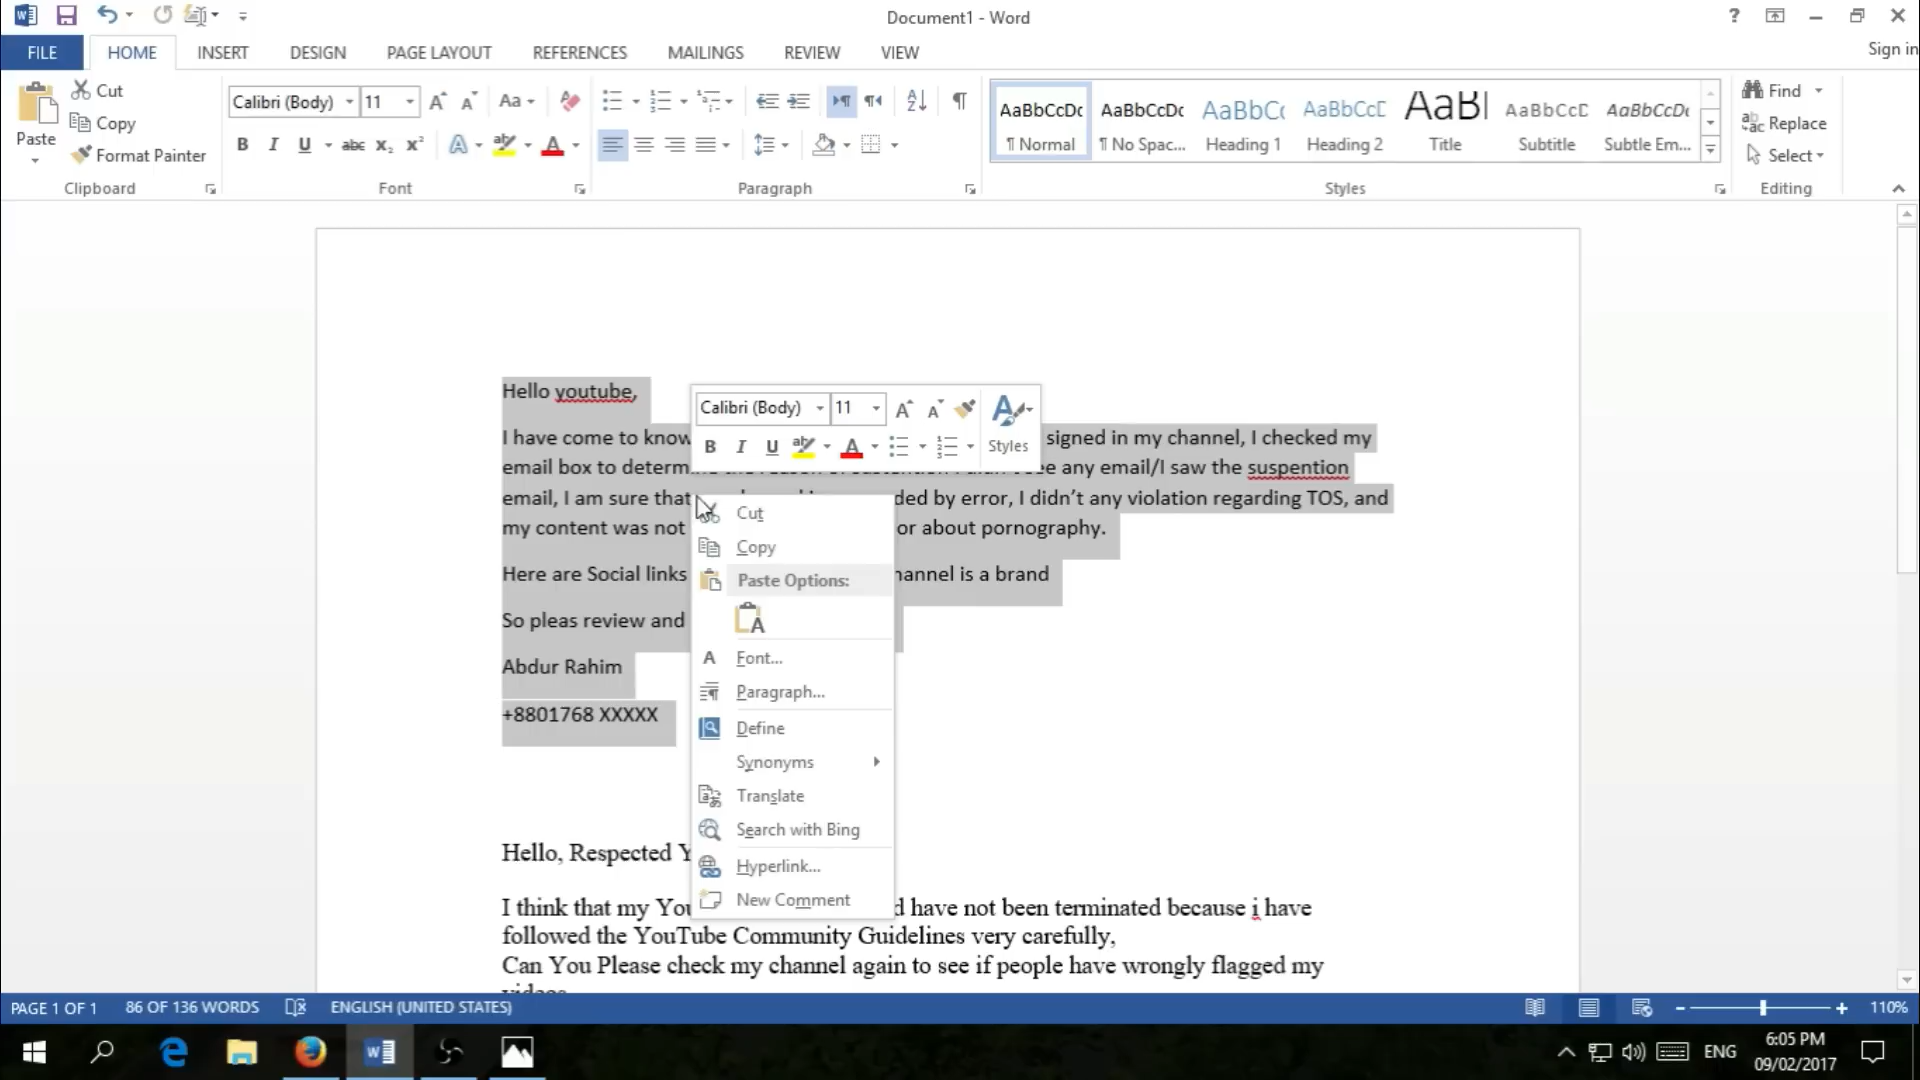 Document1 - Word
?
FILE HOME INSERT DESIGN PAGE LAYOUT REFERENCES MAILINGS REVIEW VIEW
Sign in
Paste
Cut
Copy
Format Painter
Clipboard
Calibri (Body) 11
Font
Paragraph
AaBbCcDc AaBbCcDc AaBbCc AaBbCcD AaBl AaBbCcD AaBbCcDc
¶ Normal ¶ No Spac... Heading 1 Heading 2 Title Subtitle Subtle Em...
Styles
Find
Replace
Select
Editing
Hello youtube,
I have come to know signed in my channel, I checked my
email box to any email/I saw the suspention
email, I am sure that by error, I didn't any violation regarding TOS, and
my content was not or about pornography.
Here are Social links is a brand
So pleas review and
Abdur Rahim
+8801768 XXXXX
Calibri (Body) 11
B I U
Styles
Cut
Copy
Paste Options:
Font...
Paragraph...
Define
Synonyms
Translate
Search with Bing
Hyperlink...
New Comment
Hello, Respected
I think that my have not been terminated because i have
followed the YouTube Community Guidelines very carefully,
Can You Please check my channel again to see if people have wrongly flagged my
PAGE 1 OF 1 86 OF 136 WORDS ENGLISH (UNITED STATES) 110%
ENG
6:05 PM
09/02/2017